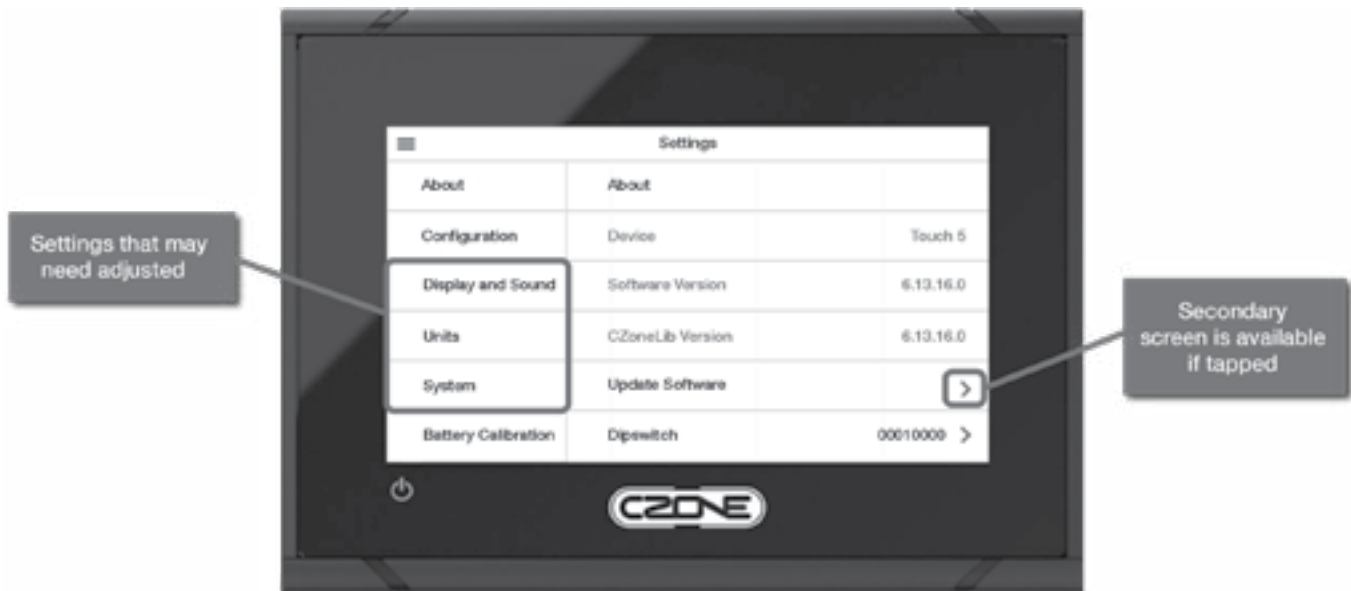 Settings
About
About
Configuration
Device
Touch 5
Display and Sound
Software Version
6.13.16.0
Units
CZoneLib Version
6.13.16.0
System
Update Software
Battery Calibration
Dipswitch
00010000
CZONE
Settings that may
need adjusted
Secondary
screen is available
if tapped